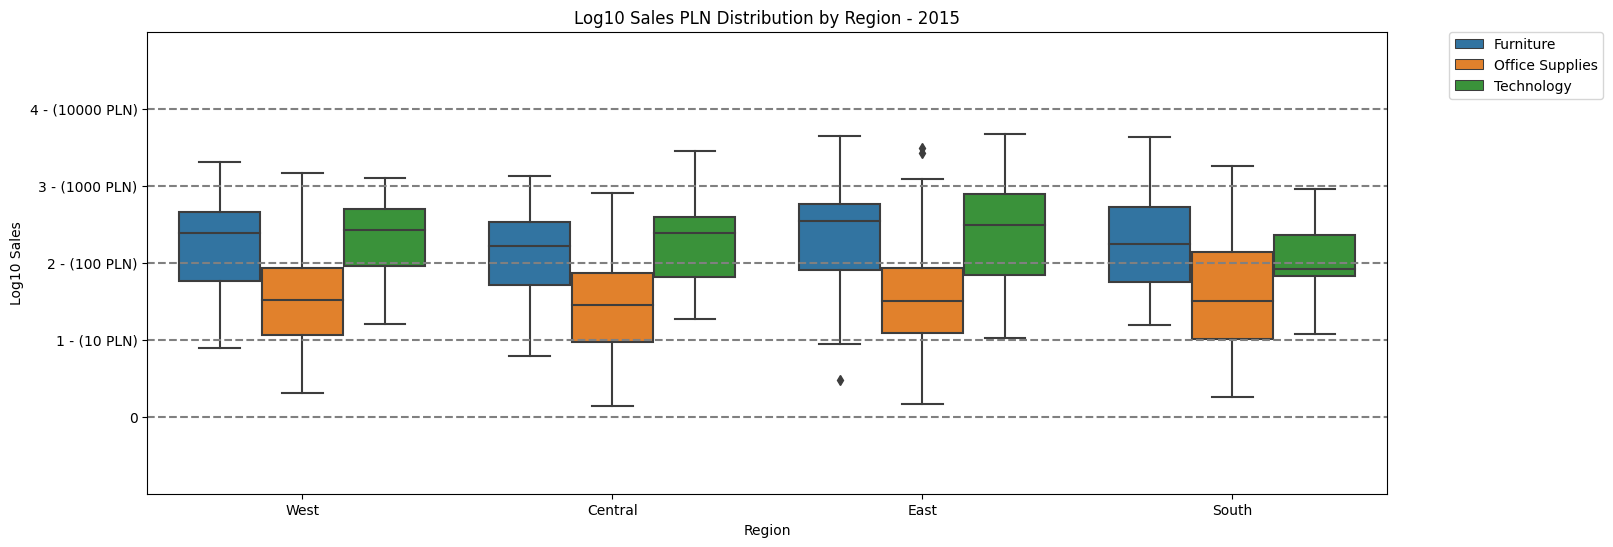 Log10 Sales PLN Distribution by Region - 2015
Furniture
Office Supplies
Technology
Log10 Sales
4 - (10000 PLN)
3 - (1000 PLN)
2 - (100 PLN)
1 - (10 PLN)
0
West
Central
East
South
Region